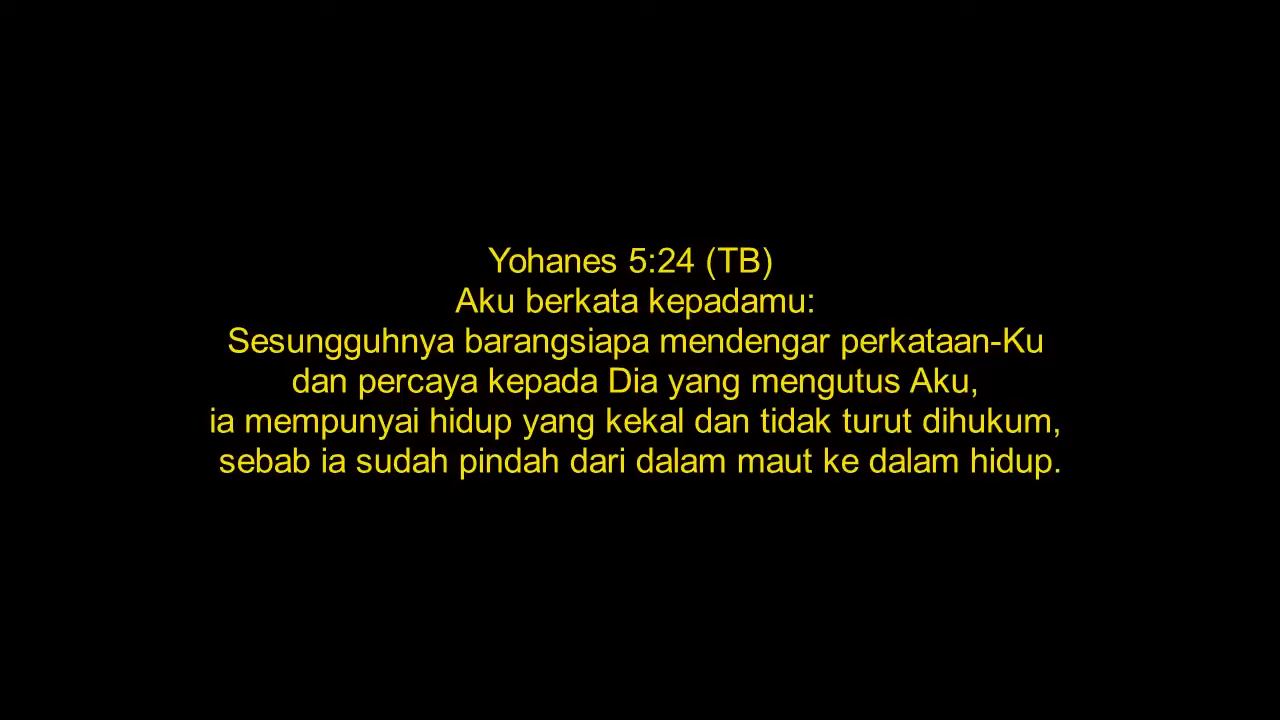 Yohanes 5:24 (TB)
Aku berkata kepadamu:
Sesungguhnya barangsiapa mendengar perkataan-Ku
dan percaya kepada Dia yang mengutus Aku,
ia mempunyai hidup yang kekal dan tidak turut dihukum,
sebab ia sudah pindah dari dalam maut ke dalam hidup.